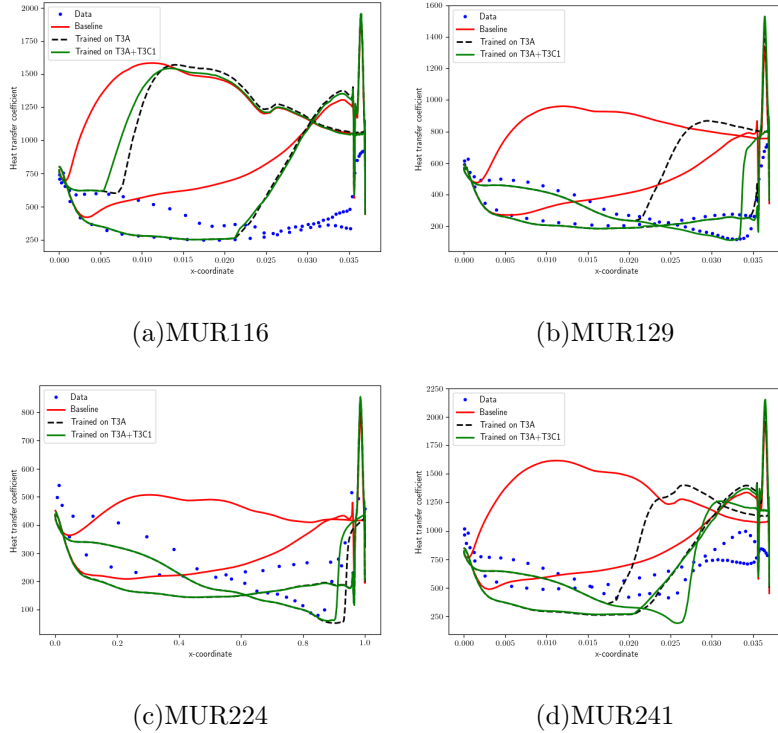 Data
Baseline
Trained on T3A
Trained on T3A+T3C1
Heat transfer coefficient
2000
1750
1500
1250
1000
750
500
250
0.000 0.005 0.010 0.015 0.020 0.025 0.030 0.035
x-coordinate
(a)MUR116
Data
Baseline
Trained on T3A
Trained on T3A+T3C1
Heat transfer coefficient
1600
1400
1200
1000
800
600
400
200
0.000 0.005 0.010 0.015 0.020 0.025 0.030 0.035
x-coordinate
(b)MUR129
Data
Baseline
Trained on T3A
Trained on T3A+T3C1
Heat transfer coefficient
800
700
600
500
400
300
200
100
0.0 0.2 0.4 0.6 0.8 1.0
x-coordinate
(c)MUR224
Data
Baseline
Trained on T3A
Trained on T3A+T3C1
Heat transfer coefficient
2250
2000
1750
1500
1250
1000
750
500
250
0.000 0.005 0.010 0.015 0.020 0.025 0.030 0.035
x-coordinate
(d)MUR241